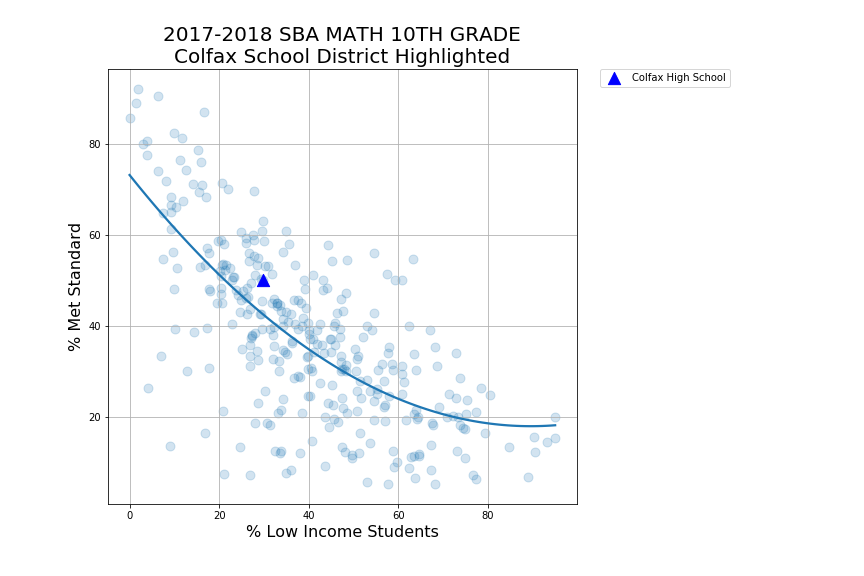 2017-2018 SBA MATH 10TH GRADE
Colfax School District Highlighted
Colfax High School
80
60
40
20
% Met Standard
0 20 40 60 80
% Low Income Students